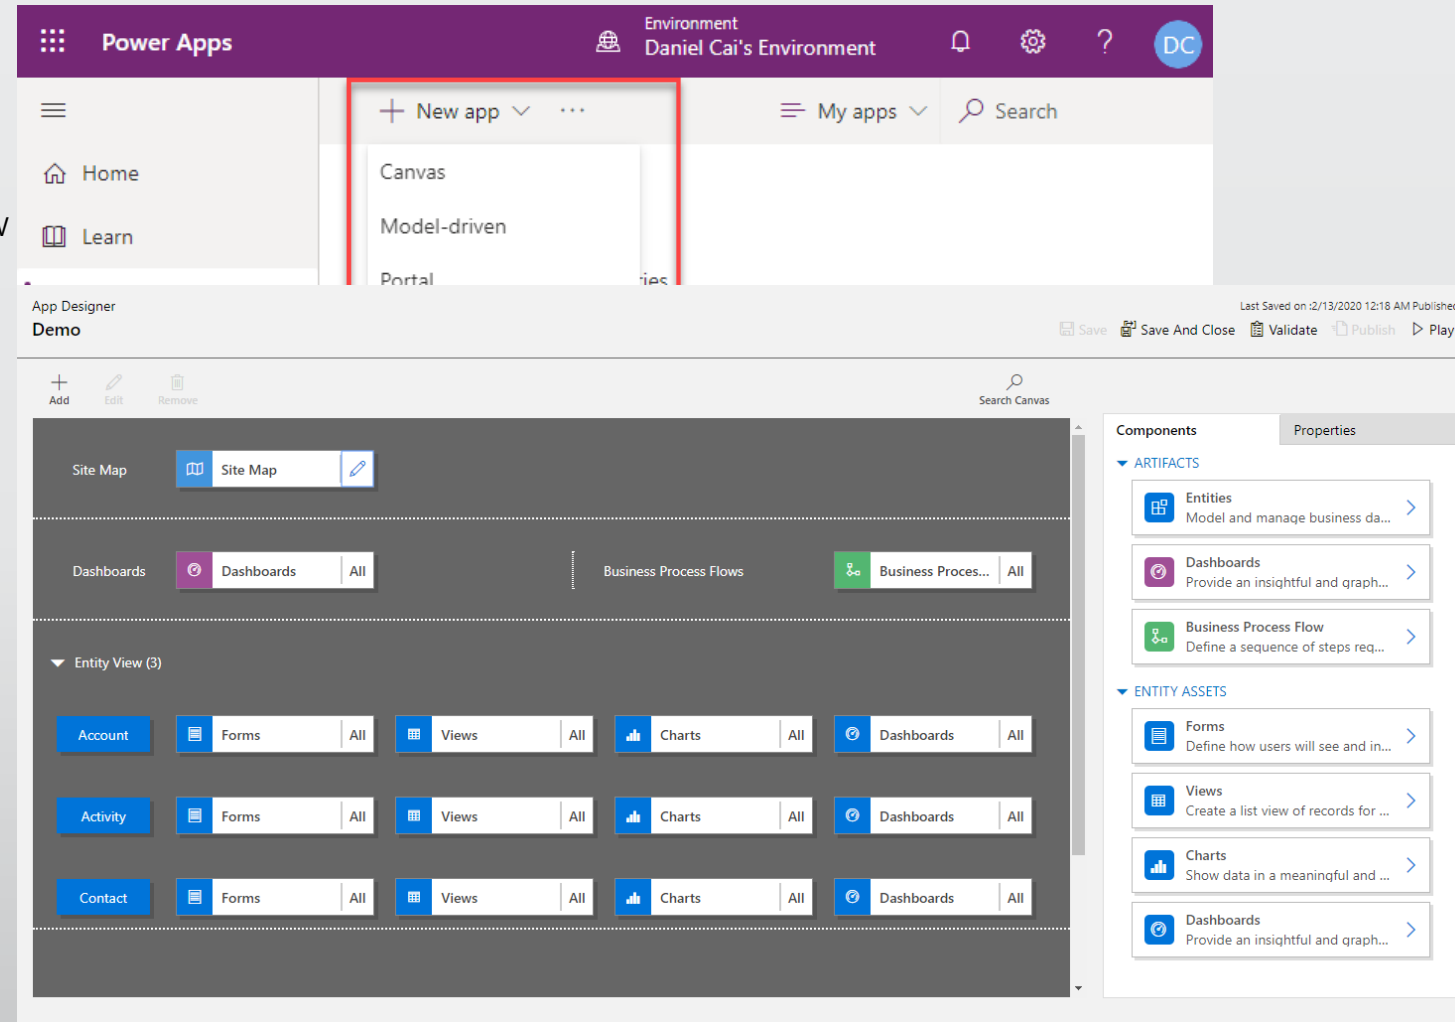 Environment
Power Apps
Daniel Cai's Environment
DC
New app
My apps
Search
Home
Canvas
Learn
Model-driven
Portal
App Designer
Last Saved on :2/13/2020 12:18 AM Published
Demo
Save
Save And Close
Validate
Publish
Play
Add
Edit
Remove
Search Canvas
Components
Properties
Site Map
Site Map
ARTIFACTS
Entities
Model and manage business da...
Dashboards
Dashboards
All
Business Process Flows
Business Proces...
All
Dashboards
Provide an insightful and graph...
Business Process Flow
Define a sequence of steps req...
Entity View (3)
ENTITY ASSETS
Account
Forms
All
Views
All
Charts
All
Dashboards
All
Forms
Define how users will see and in...
Activity
Forms
All
Views
All
Charts
All
Dashboards
All
Views
Create a list view of records for ...
Charts
Show data in a meaningful and ...
Contact
Forms
All
Views
All
Charts
All
Dashboards
All
Dashboards
Provide an insightful and graph...